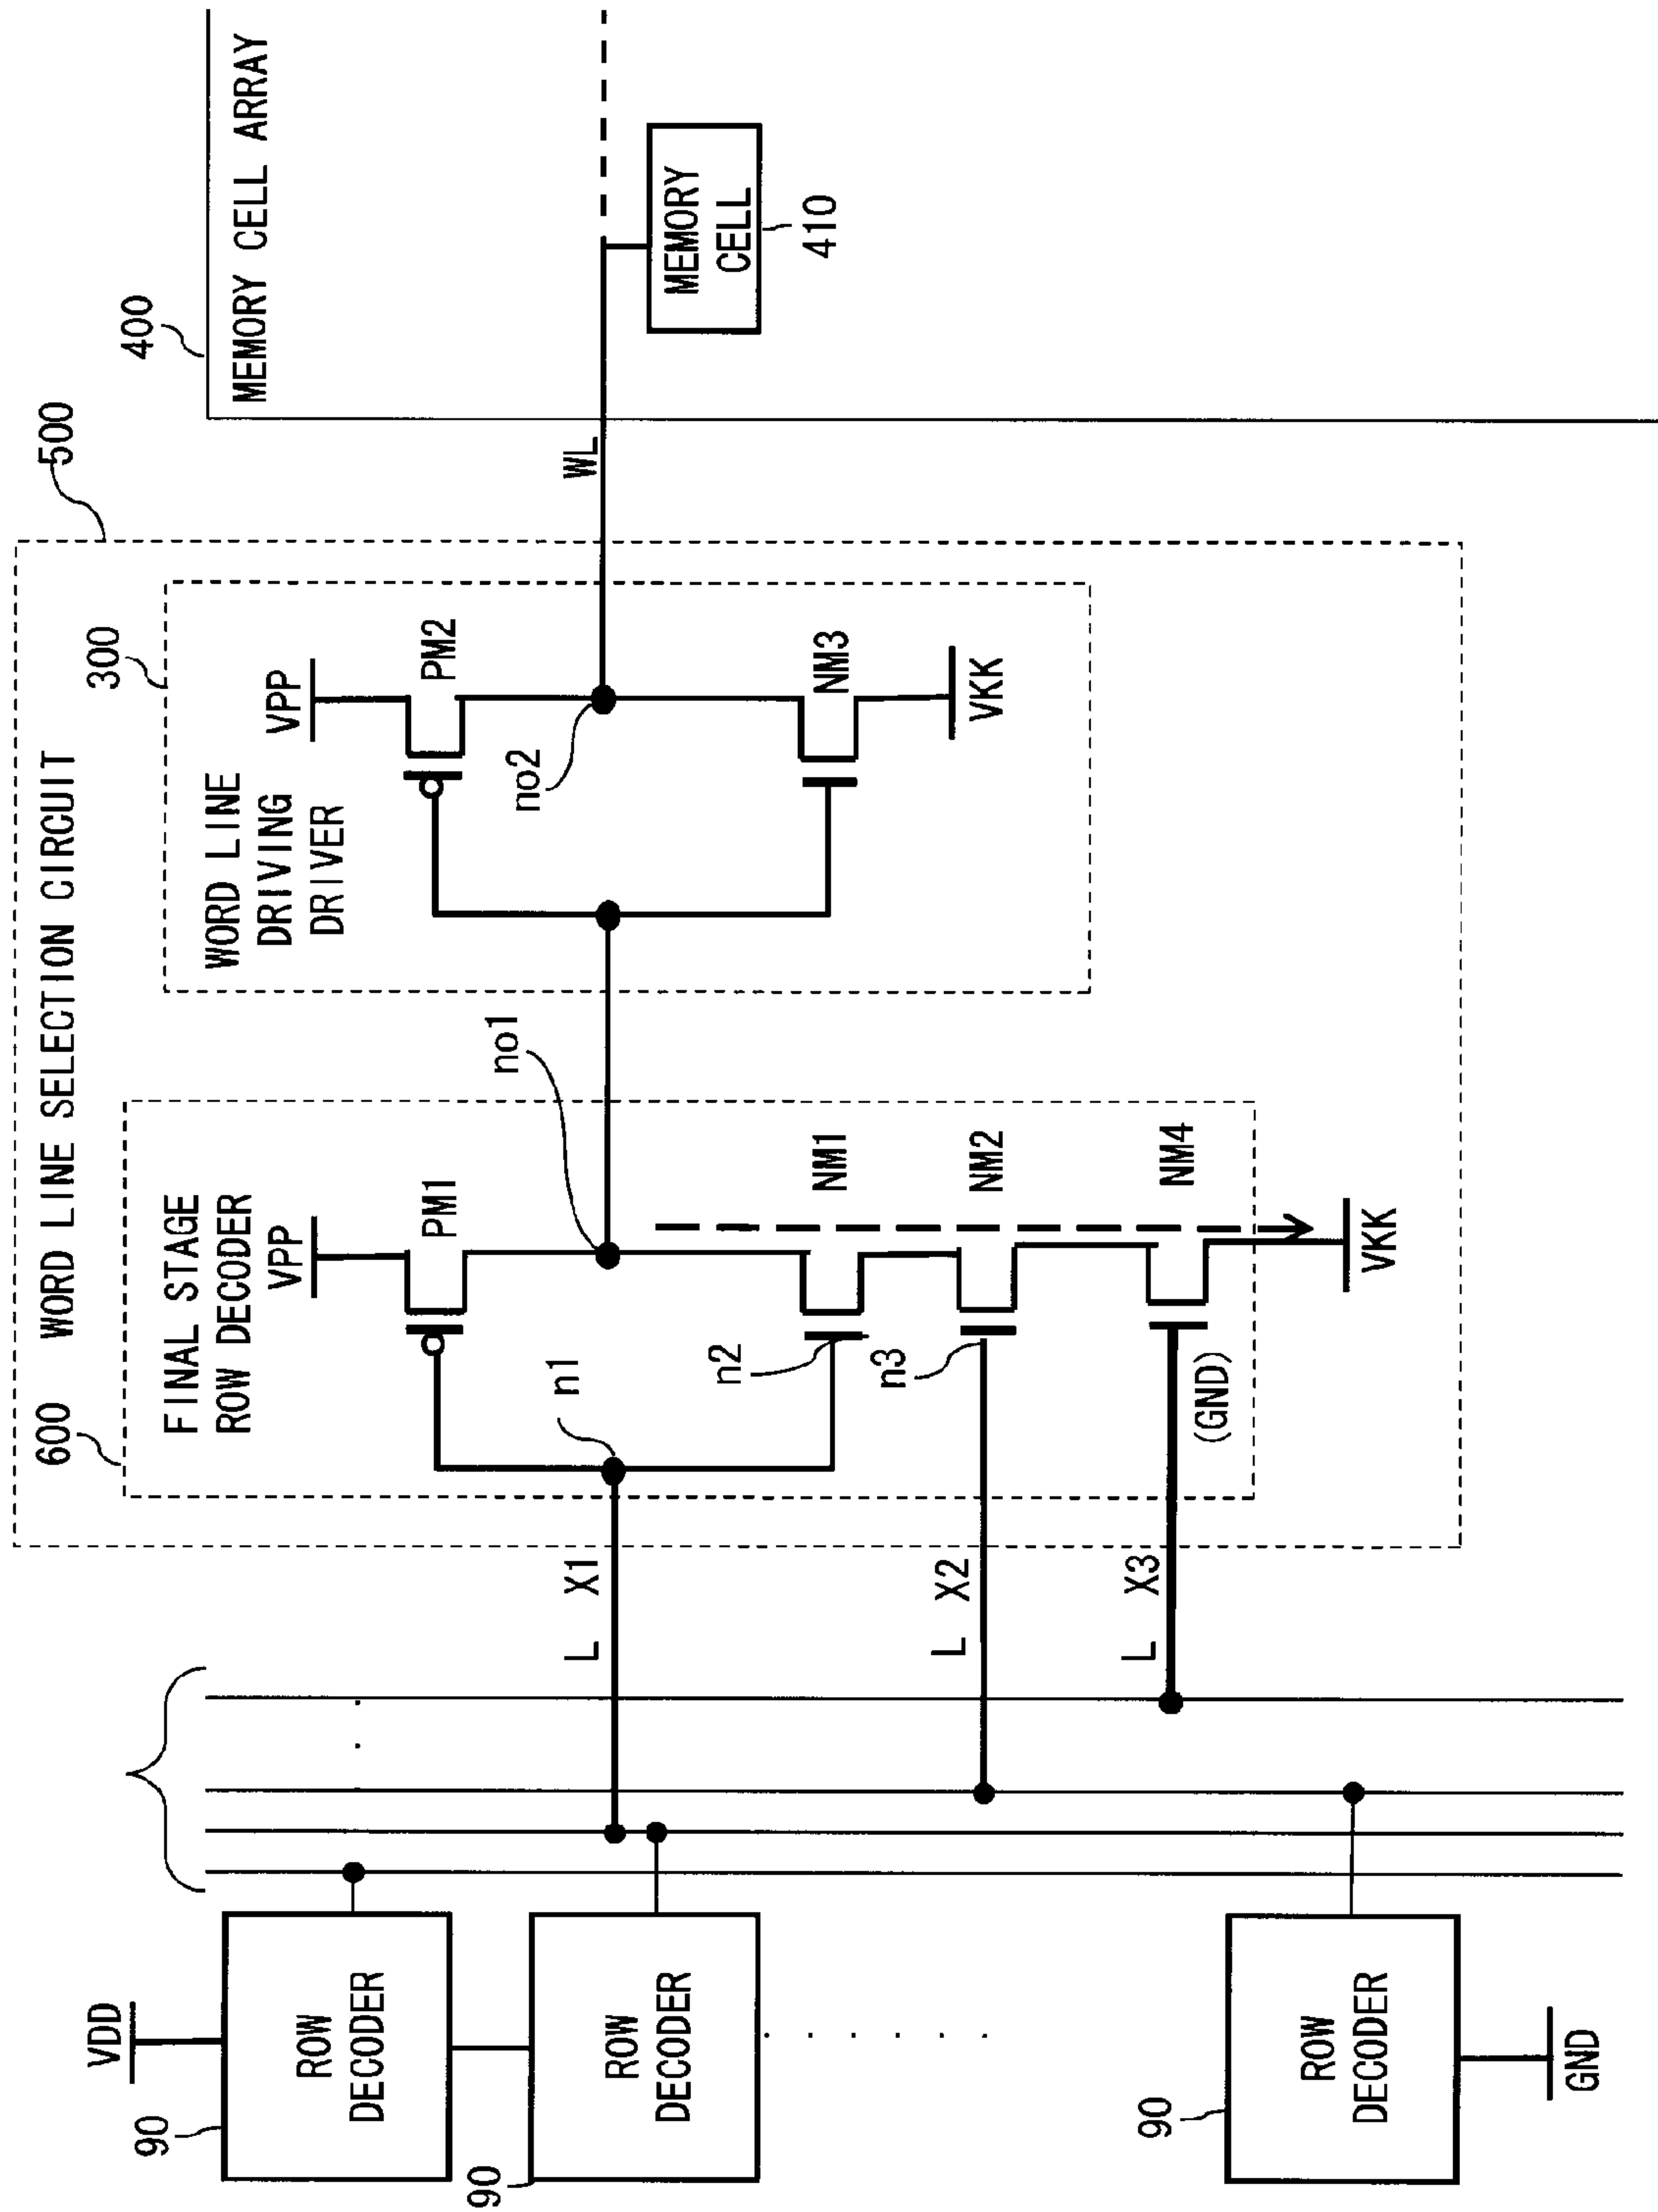 VDD
90
ROW
DECODER
90
ROW
DECODER
90
ROW
DECODER
GND
L X1
L X2
L X3
500
WORD LINE SELECTION CIRCUIT
600
FINAL STAGE
ROW DECODER
VPP
PM1
n1
no1
n2
NM1
n3
NM2
NM4
(GND)
VKK
300
WORD LINE
DRIVING
DRIVER
VPP
PM2
no2
NM3
VKK
WL
400
MEMORY CELL ARRAY
MEMORY
CELL
410